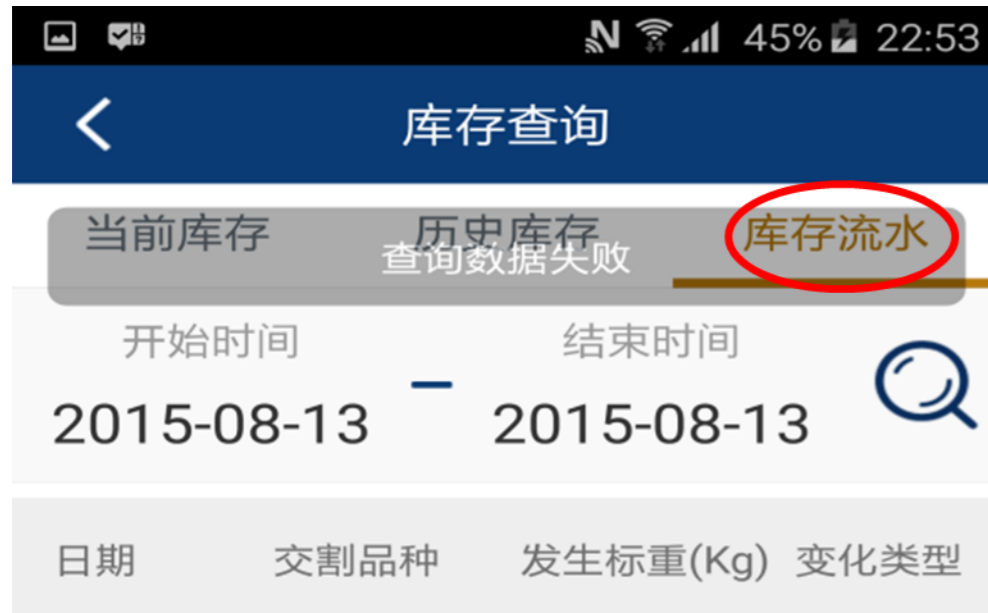 45% 22:53
库存查询
当前库存 历史库存 库存流水
查询数据失败
开始时间 结束时间
2015-08-13 – 2015-08-13
日期 交割品种 发生标重(Kg) 变化类型